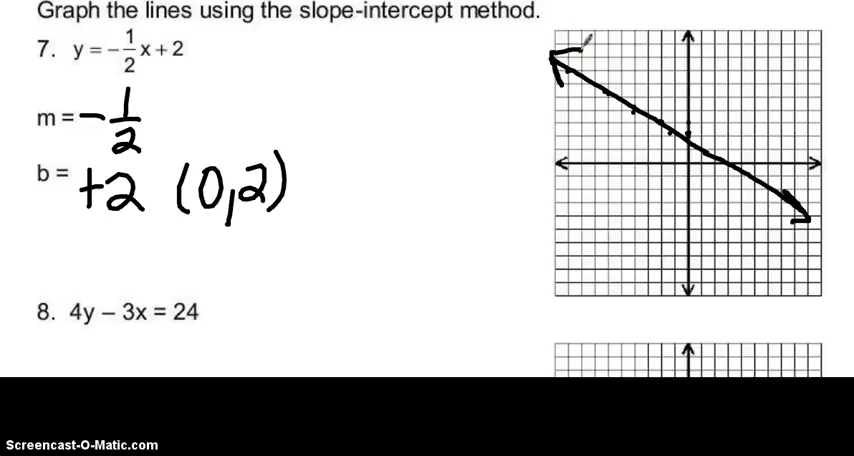 Graph the lines using the slope-intercept method.
7. y = -1/2x + 2
m = -1/2
b = +2 (0,2)
8. 4y – 3x = 24
Screencast-O-Matic.com